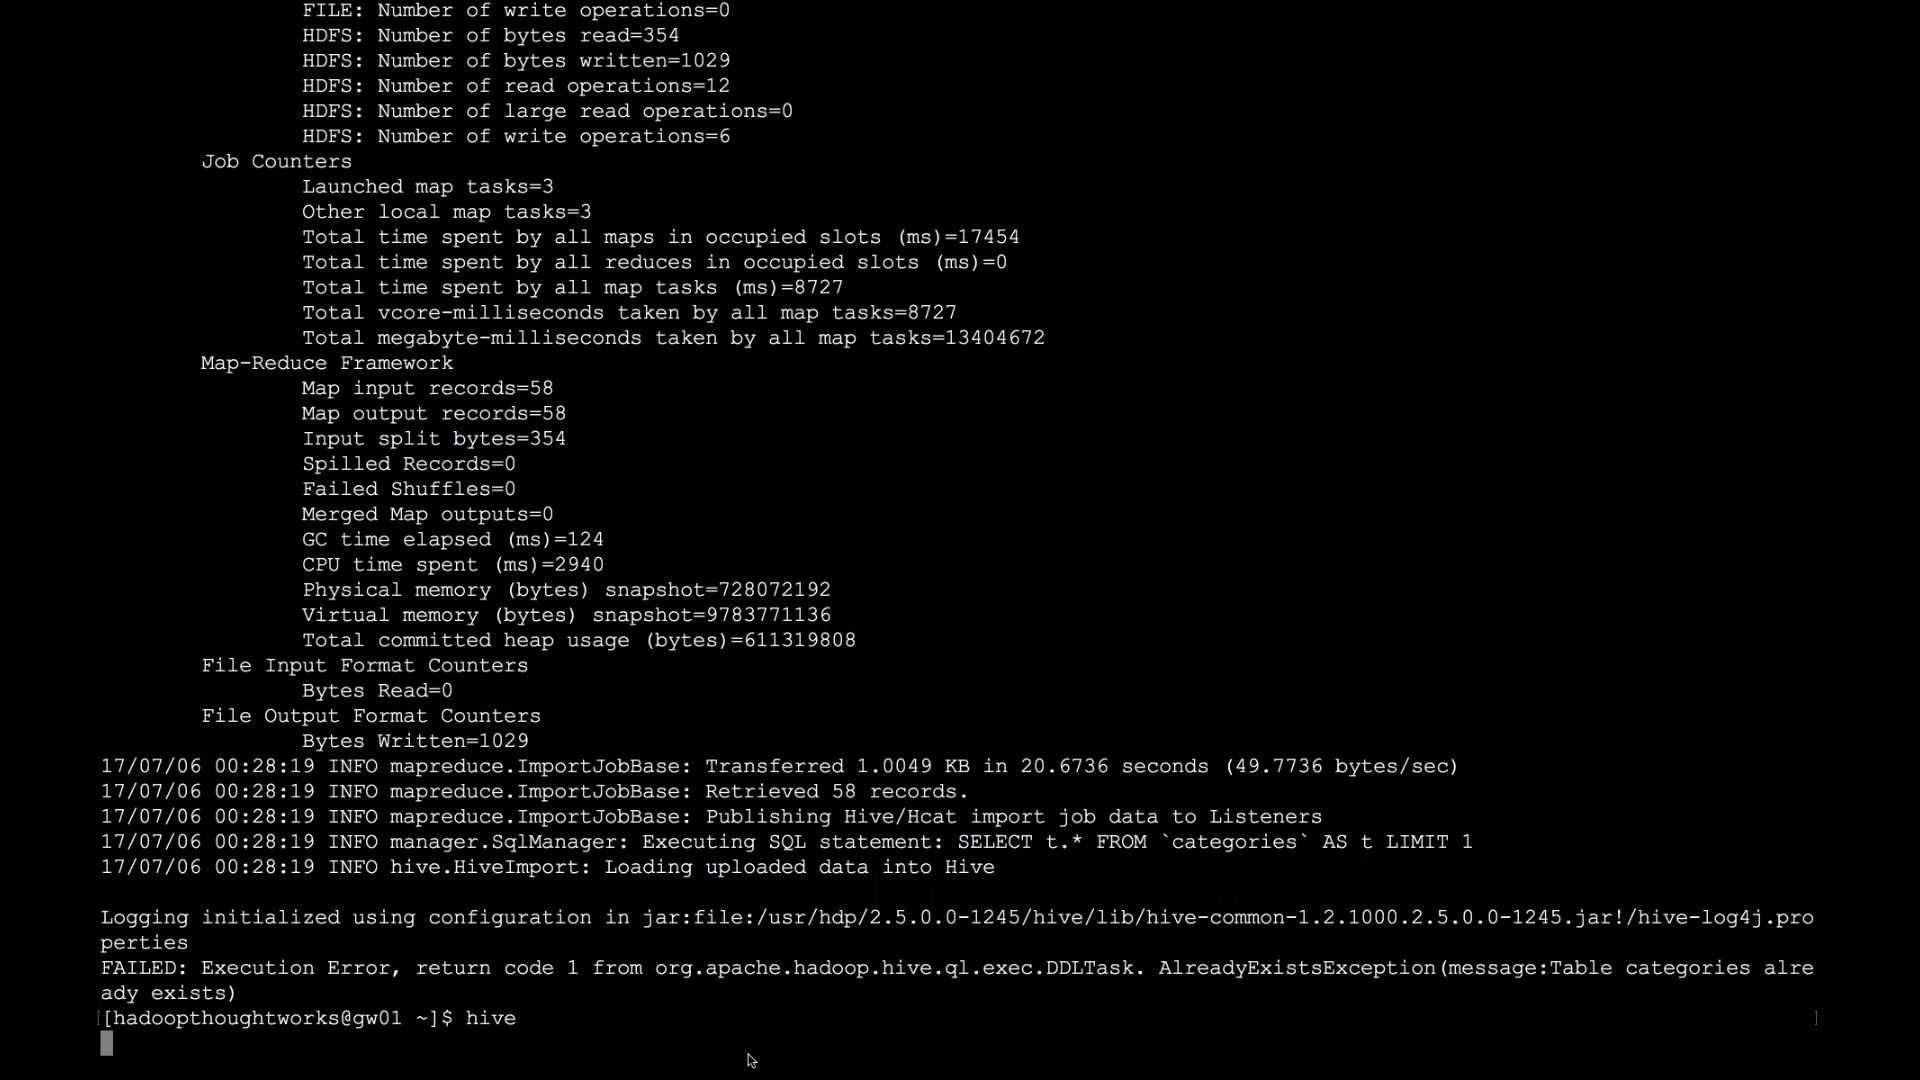 FILE: Number of write operations=0
HDFS: Number of bytes read=354
HDFS: Number of bytes written=1029
HDFS: Number of read operations=12
HDFS: Number of large read operations=0
HDFS: Number of write operations=6
Job Counters
Launched map tasks=3
Other local map tasks=3
Total time spent by all maps in occupied slots (ms)=17454
Total time spent by all reduces in occupied slots (ms)=0
Total time spent by all map tasks (ms)=8727
Total vcore-milliseconds taken by all map tasks=8727
Total megabyte-milliseconds taken by all map tasks=13404672
Map-Reduce Framework
Map input records=58
Map output records=58
Input split bytes=354
Spilled Records=0
Failed Shuffles=0
Merged Map outputs=0
GC time elapsed (ms)=124
CPU time spent (ms)=2940
Physical memory (bytes) snapshot=728072192
Virtual memory (bytes) snapshot=9783771136
Total committed heap usage (bytes)=611319808
File Input Format Counters
Bytes Read=0
File Output Format Counters
Bytes Written=1029
17/07/06 00:28:19 INFO mapreduce.ImportJobBase: Transferred 1.0049 KB in 20.6736 seconds (49.7736 bytes/sec)
17/07/06 00:28:19 INFO mapreduce.ImportJobBase: Retrieved 58 records.
17/07/06 00:28:19 INFO mapreduce.ImportJobBase: Publishing Hive/Hcat import job data to Listeners
17/07/06 00:28:19 INFO manager.SqlManager: Executing SQL statement: SELECT t.* FROM `categories` AS t LIMIT 1
17/07/06 00:28:19 INFO hive.HiveImport: Loading uploaded data into Hive
Logging initialized using configuration in jar:file:/usr/hdp/2.5.0.0-1245/hive/lib/hive-common-1.2.1000.2.5.0.0-1245.jar!/hive-log4j.pro
perties
FAILED: Execution Error, return code 1 from org.apache.hadoop.hive.ql.exec.DDLTask. AlreadyExistsException(message:Table categories alre
ady exists)
[[hadoopthoughtworks@gw01 ~]$ hive ]